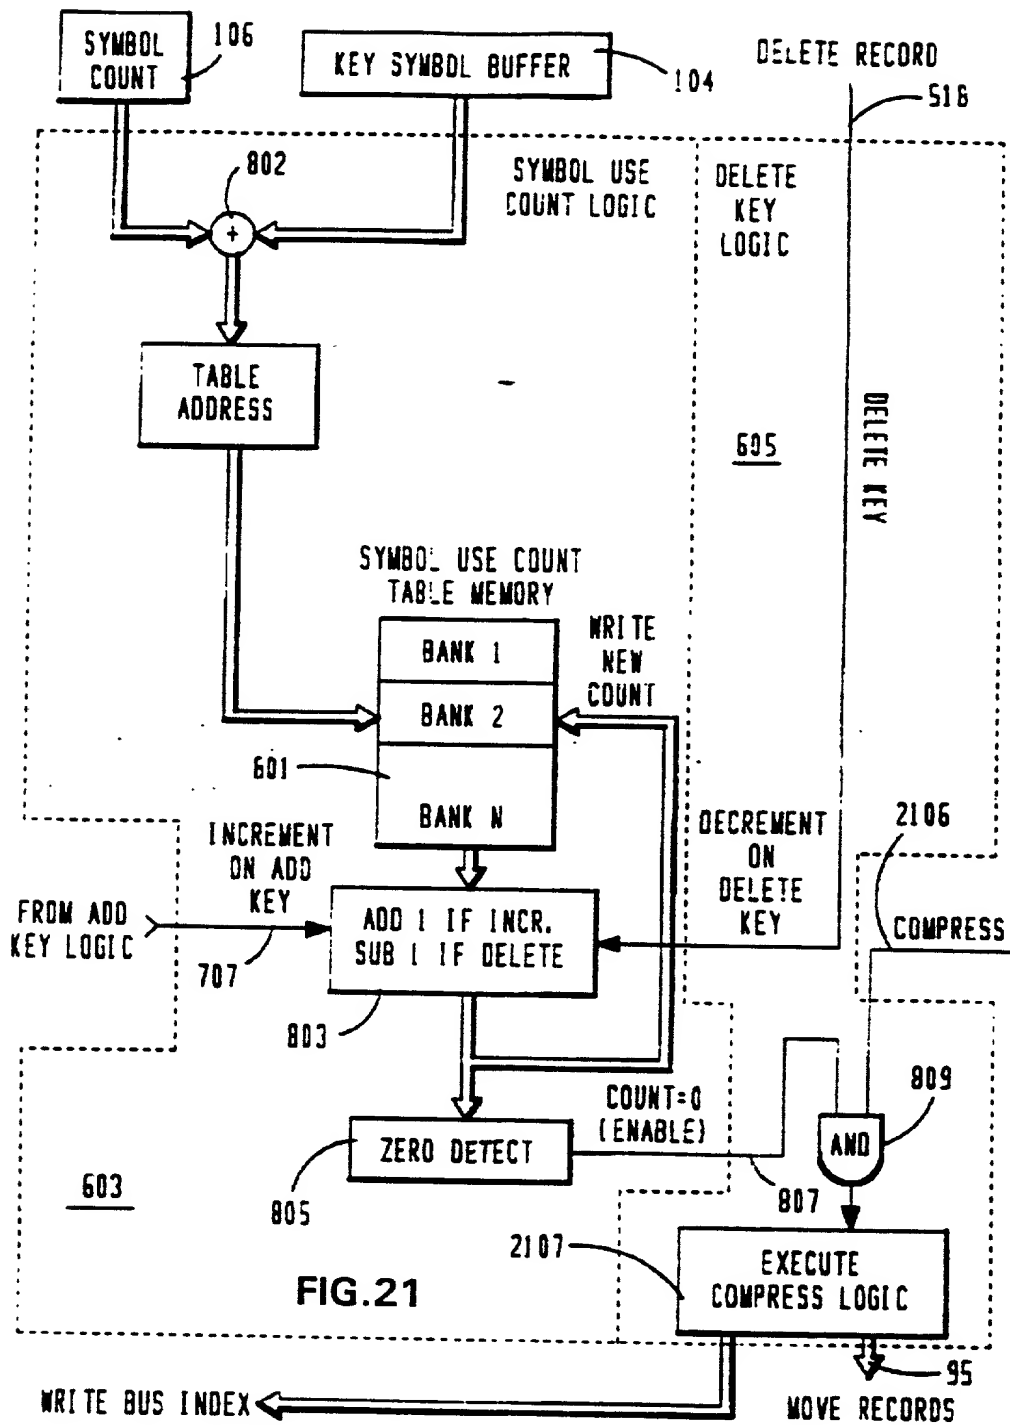 SYMBOL
COUNT
106
KEY SYMBOL BUFFER
104
DELETE RECORD
518
802
SYMBOL USE
COUNT LOGIC
DELETE
KEY
LOGIC
+
TABLE
ADDRESS
605
DELETE KEY
SYMBOL USE COUNT
TABLE MEMORY
WRITE
NEW
COUNT
BANK 1
BANK 2
601
BANK N
INCREMENT
ON ADD
KEY
DECREMENT
ON
DELETE
KEY
2106
FROM ADD
KEY LOGIC
ADD 1 IF INCR.
SUB 1 IF DELETE
COMPRESS
707
803
COUNT=0
(ENABLE)
809
AND
ZERO DETECT
603
805
807
2107
EXECUTE
COMPRESS LOGIC
FIG.21
95
WRITE BUS INDEX
MOVE RECORDS